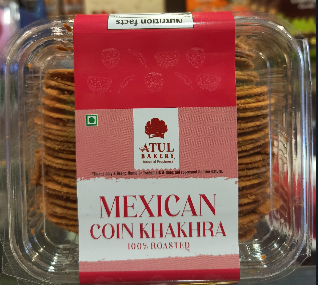 Nutrition Facts
ATUL
BAKERY
MEXICAN
COIN KHAKHRA
100% ROASTED